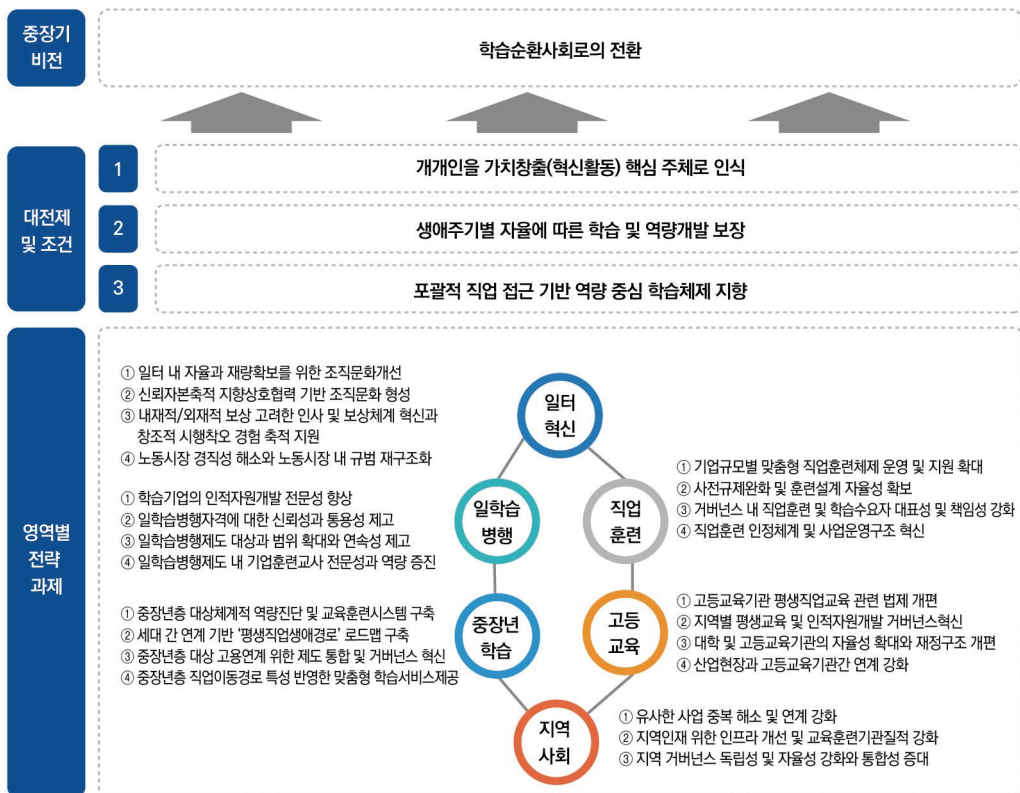 중장기
비전
학습순환사회로의 전환
대전제
및 조건
1
개개인을 가치창출(혁신활동) 핵심 주체로 인식
2
생애주기별 자율에 따른 학습 및 역량개발 보장
3
포괄적 직업 접근 기반 역량 중심 학습체제 지향
영역별
전략
과제
① 일터 내 자율과 재량확보를 위한 조직문화개선
② 신뢰자본축적 지향상호협력 기반 조직문화 형성
③ 내재적/외재적 보상 고려한 인사 및 보상체계 혁신과
창조적 시행착오 경험 축적 지원
④ 노동시장 경직성 해소와 노동시장 내 규범 재구조화
일터
혁신
① 기업규모별 맞춤형 직업훈련체제 운영 및 지원 확대
② 사전규제완화 및 훈련설계 자율성 확보
③ 거버넌스 내 직업훈련 및 학습수요자 대표성 및 책임성 강화
④ 직업훈련 인정체계 및 사업운영구조 혁신
직업
훈련
① 학습기업의 인적자원개발 전문성 향상
② 일학습병행자격에 대한 신뢰성과 통용성 제고
③ 일학습병행제도 대상과 범위 확대와 연속성 제고
④ 일학습병행제도 내 기업훈련교사 전문성과 역량 증진
일학습
병행
① 중장년층 대상체계적 역량진단 및 교육훈련시스템 구축
② 세대 간 연계 기반 '평생직업생애경로' 로드맵 구축
③ 중장년층 대상 고용연계 위한 제도 통합 및 거버넌스 혁신
④ 중장년층 직업이동경로 특성 반영한 맞춤형 학습서비스제공
중장년
학습
고등
교육
① 고등교육기관 평생직업교육 관련 법제 개편
② 지역별 평생교육 및 인적자원개발 거버넌스혁신
③ 대학 및 고등교육기관의 자율성 확대와 재정구조 개편
④ 산업현장과 고등교육기관간 연계 강화
지역
사회
① 유사한 사업 중복 해소 및 연계 강화
② 지역인재 위한 인프라 개선 및 교육훈련기관질적 강화
③ 지역 거버넌스 독립성 및 자율성 강화와 통합성 증대